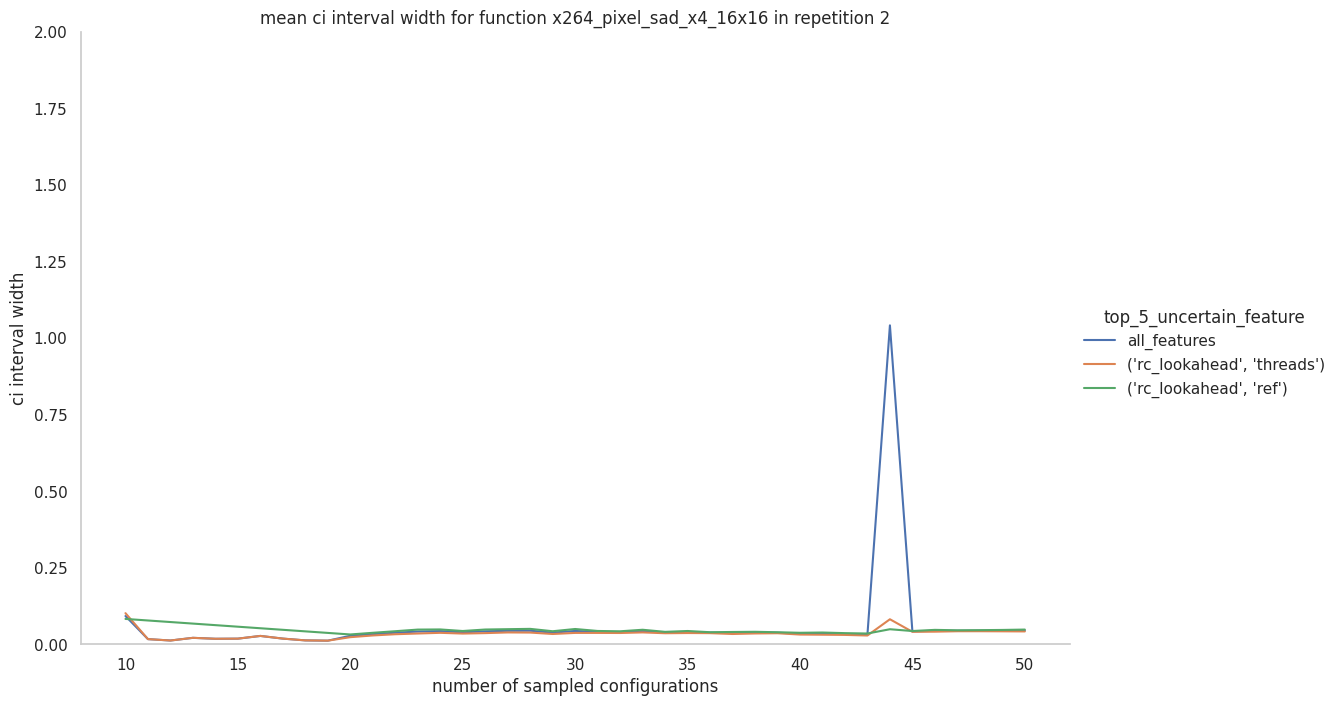 mean ci interval width for function x264_pixel_sad_x4_16x16 in repetition 2
2.00
1.75
1.50
1.25
1.00
0.75
0.50
0.25
0.00
ci interval width
10 15 20 25 30 35 40 45 50
number of sampled configurations
top_5_uncertain_feature
all_features
('rc_lookahead', 'threads')
('rc_lookahead', 'ref')